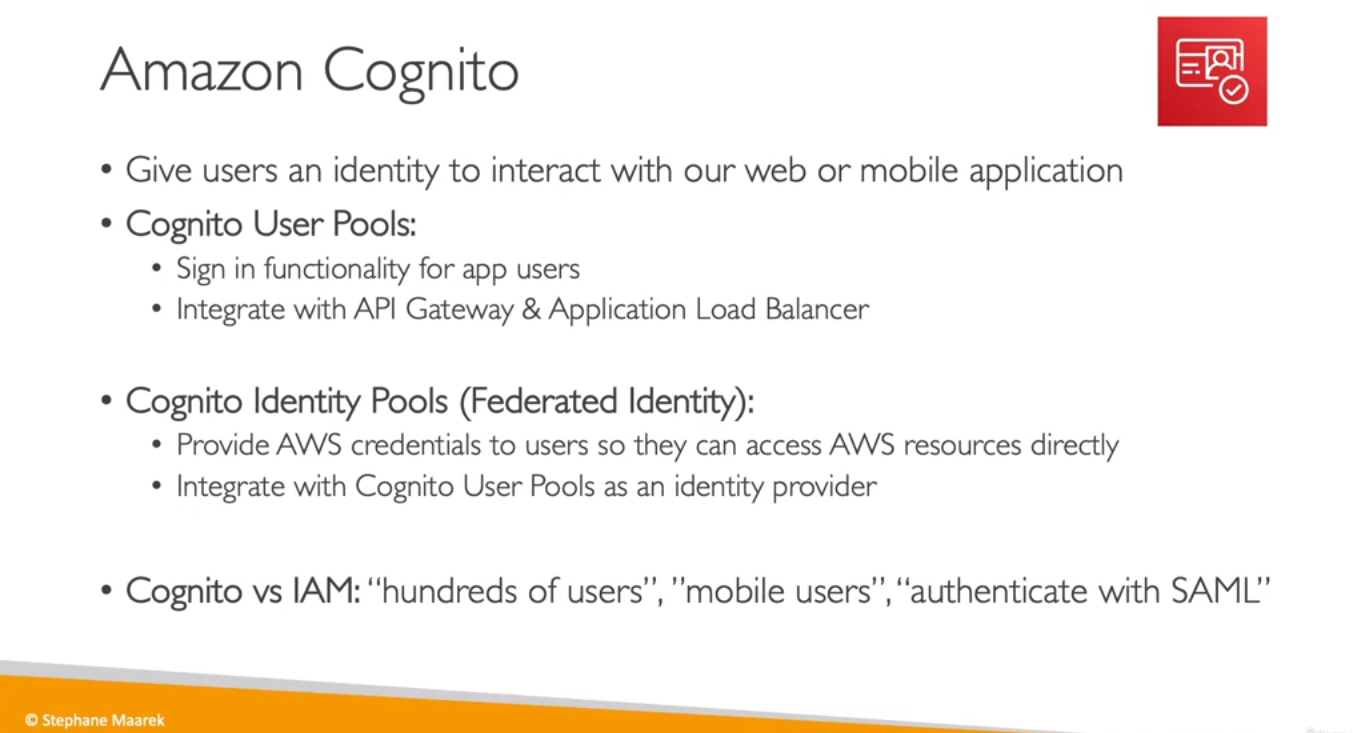 Amazon Cognito
• Give users an identity to interact with our web or mobile application
• Cognito User Pools:
• Sign in functionality for app users
• Integrate with API Gateway & Application Load Balancer
• Cognito Identity Pools (Federated Identity):
• Provide AWS credentials to users so they can access AWS resources directly
• Integrate with Cognito User Pools as an identity provider
• Cognito vs IAM: “hundreds of users”, ”mobile users”, “authenticate with SAML”
© Stephane Maarek